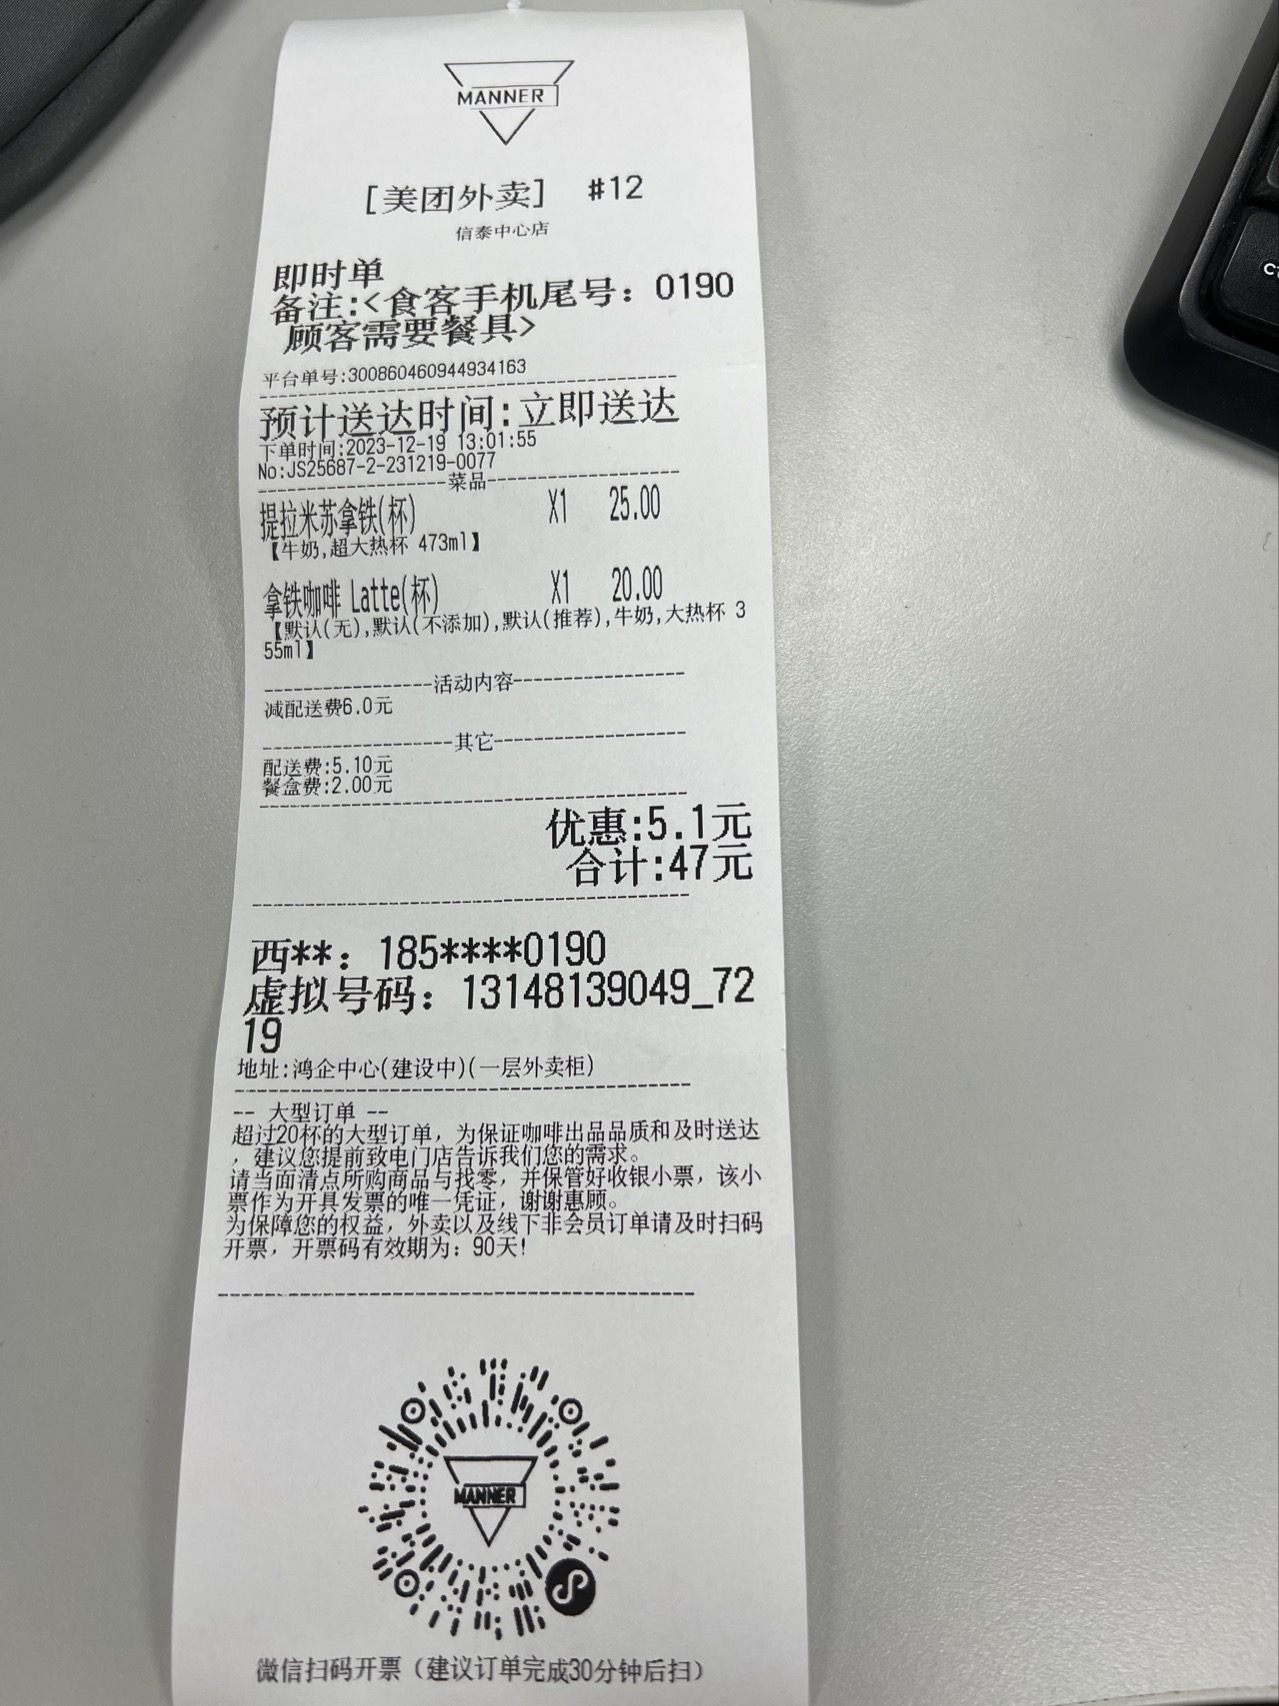 MANNER
[美团外卖] #12
信泰中心店
即时单
备注:<食客手机尾号：0190
顾客需要餐具>
平台单号:300860460944934163
预计送达时间:立即送达
下单时间:2023-12-19 13:01:55
No:JS25687-2-231219-0077
菜品
提拉米苏拿铁(杯) X1 25.00
【牛奶,超大热杯 473ml】
拿铁咖啡 Latte(杯) X1 20.00
【默认(无),默认(不添加),默认(推荐),牛奶,大热杯 3
55ml】
活动内容
减配送费6.0元
其它
配送费:5.10元
餐盒费:2.00元
优惠:5.1元
合计:47元
西**：185****0190
虚拟号码：13148139049_72
19
地址:鸿企中心(建设中)(一层外卖柜)
-- 大型订单 --
超过20杯的大型订单，为保证咖啡出品品质和及时送达
，建议您提前致电门店告诉我们您的需求。
请当面清点所购商品与找零，并保管好收银小票，该小
票作为开具发票的唯一凭证，谢谢惠顾。
为保障您的权益，外卖以及线下非会员订单请及时扫码
开票，开票码有效期为：90天!
MANNER
微信扫码开票（建议订单完成30分钟后扫）